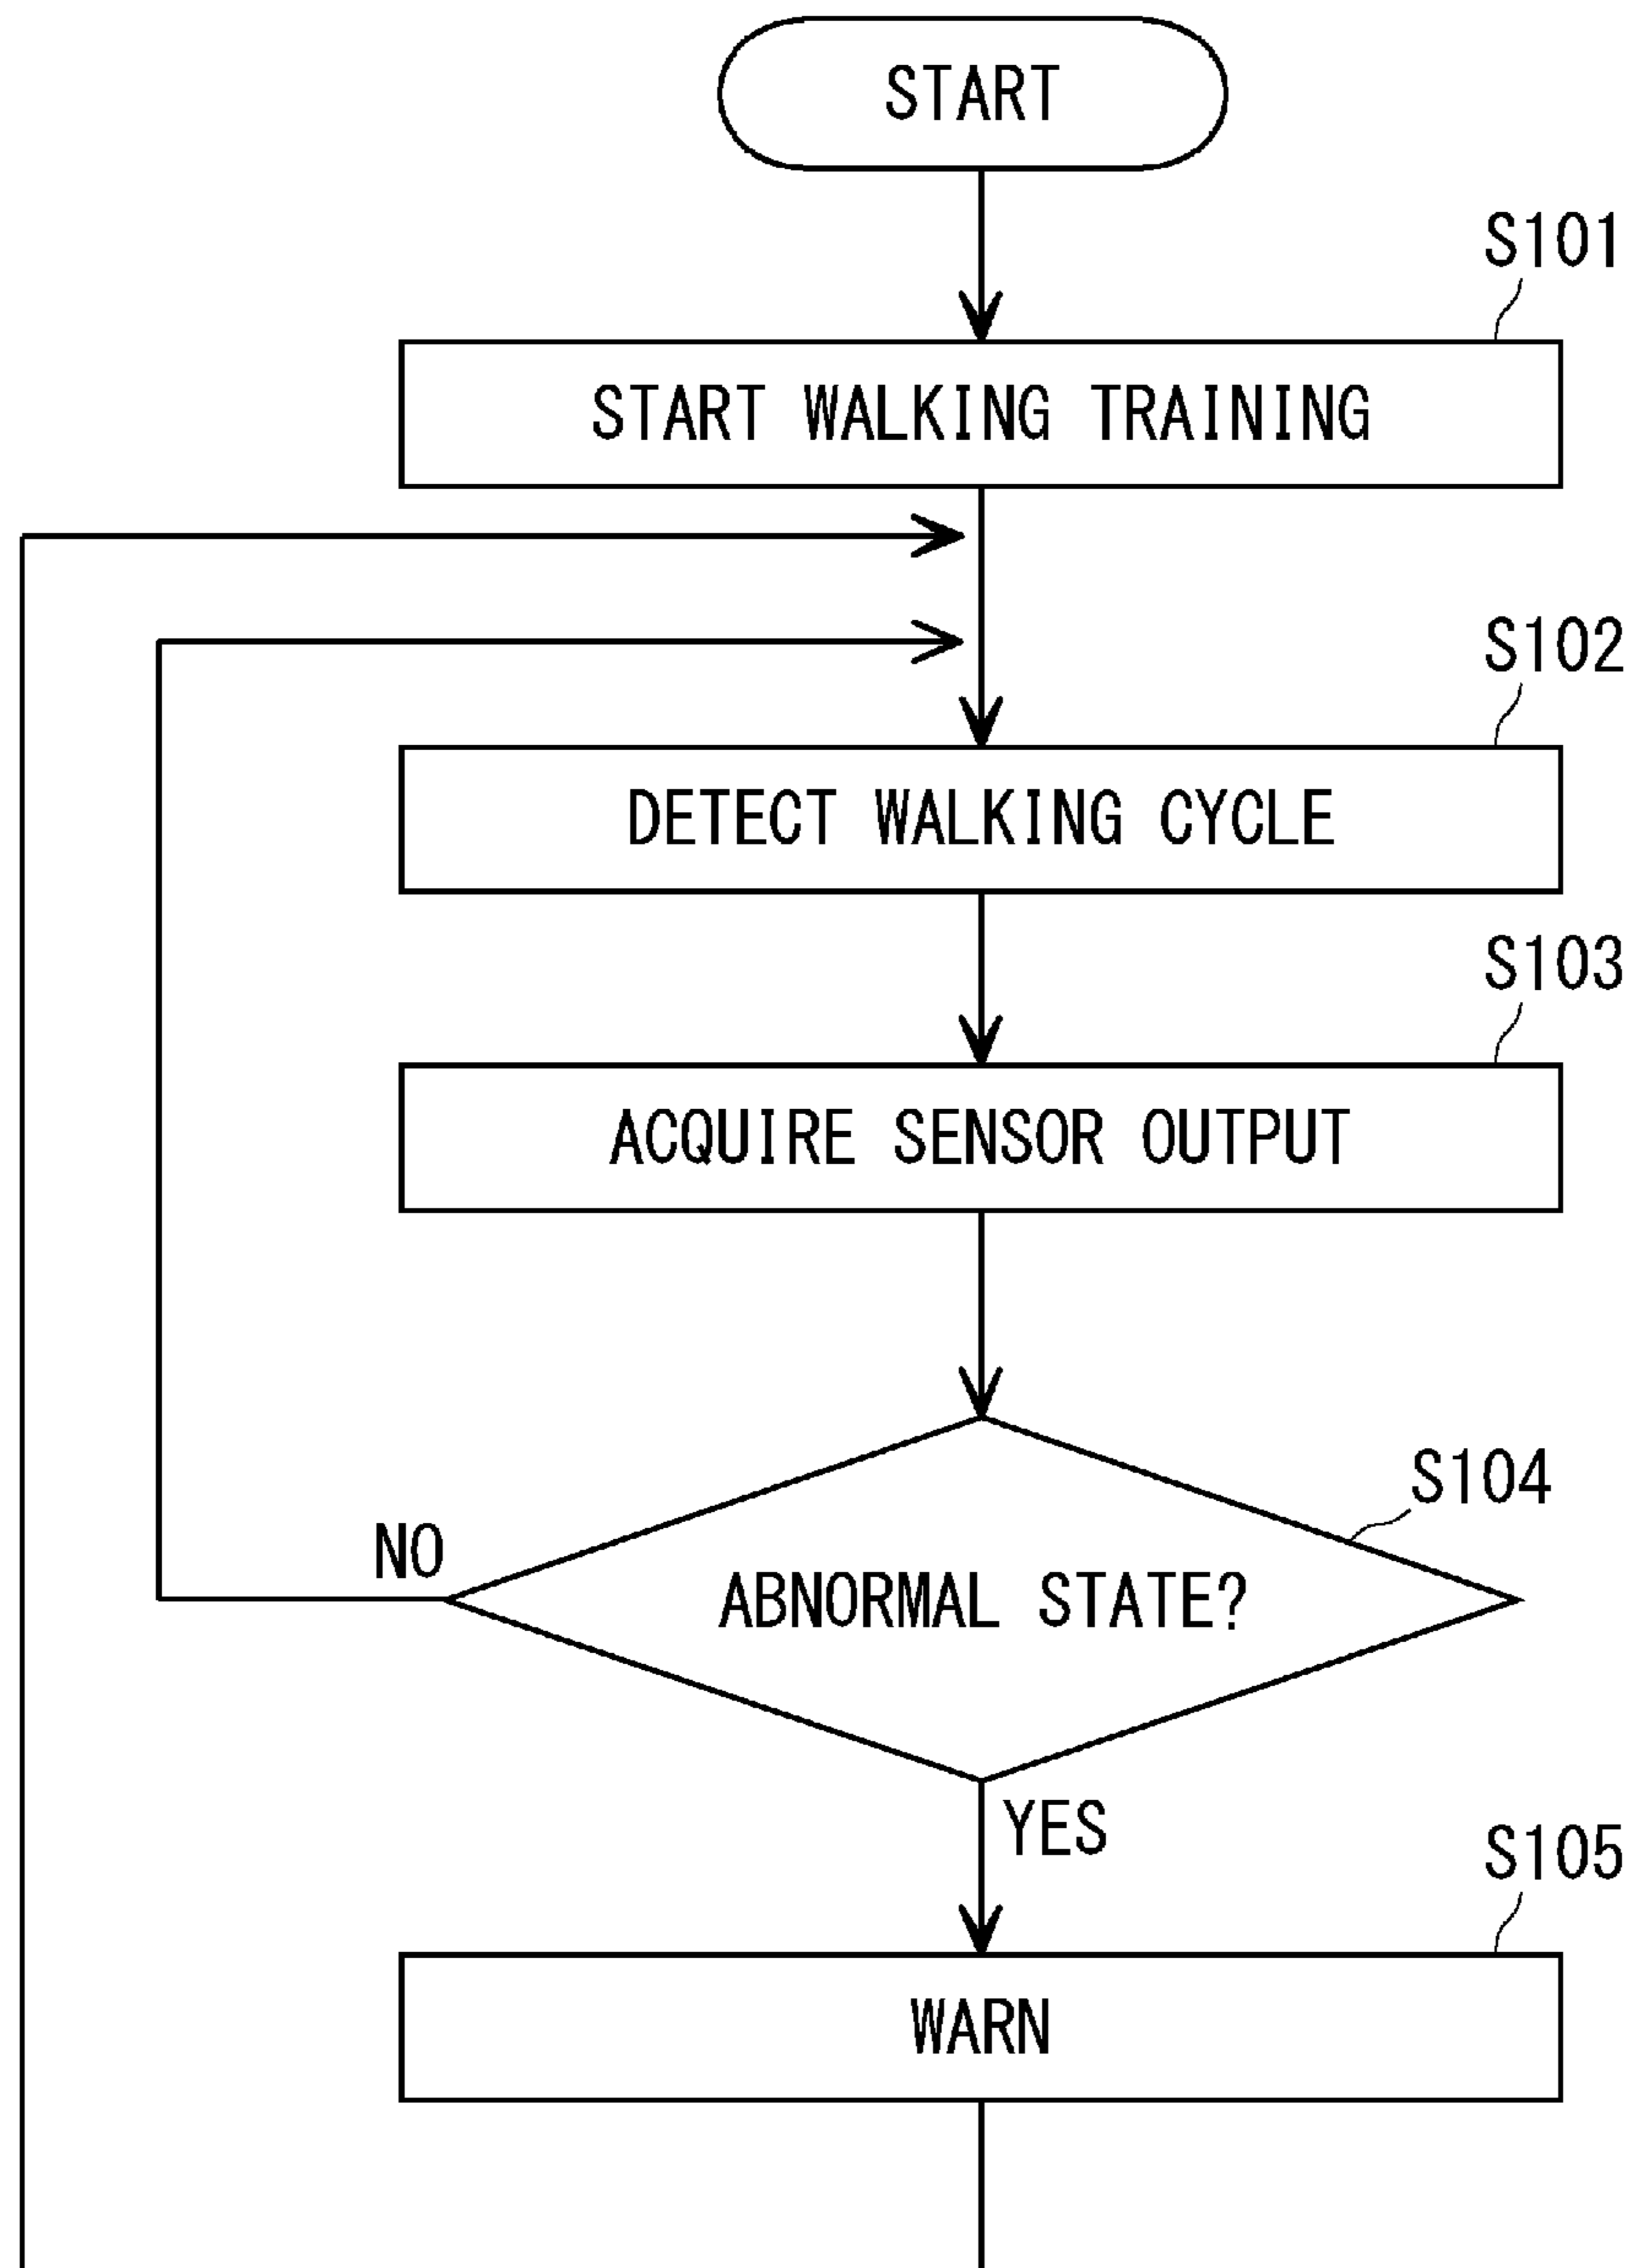 START
S101
START WALKING TRAINING
S102
DETECT WALKING CYCLE
S103
ACQUIRE SENSOR OUTPUT
S104
NO
ABNORMAL STATE?
YES
S105
WARN